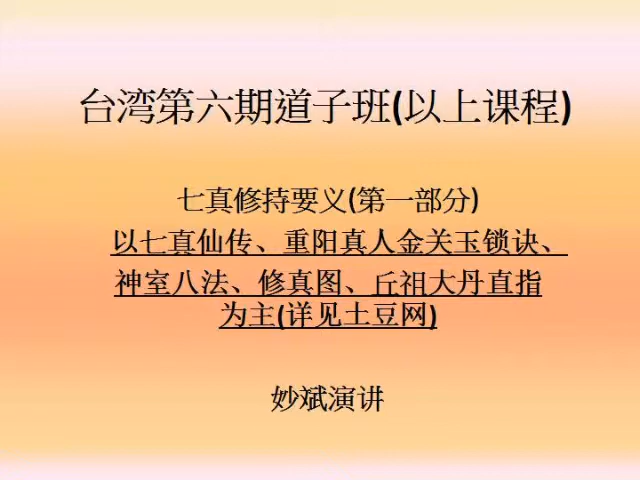 台湾第六期道子班(以上课程)
七真修持要义(第一部分)
以七真仙传、重阳真人金关玉锁诀、
神室八法、修真图、丘祖大丹直指
为主(详见土豆网)
妙斌演讲